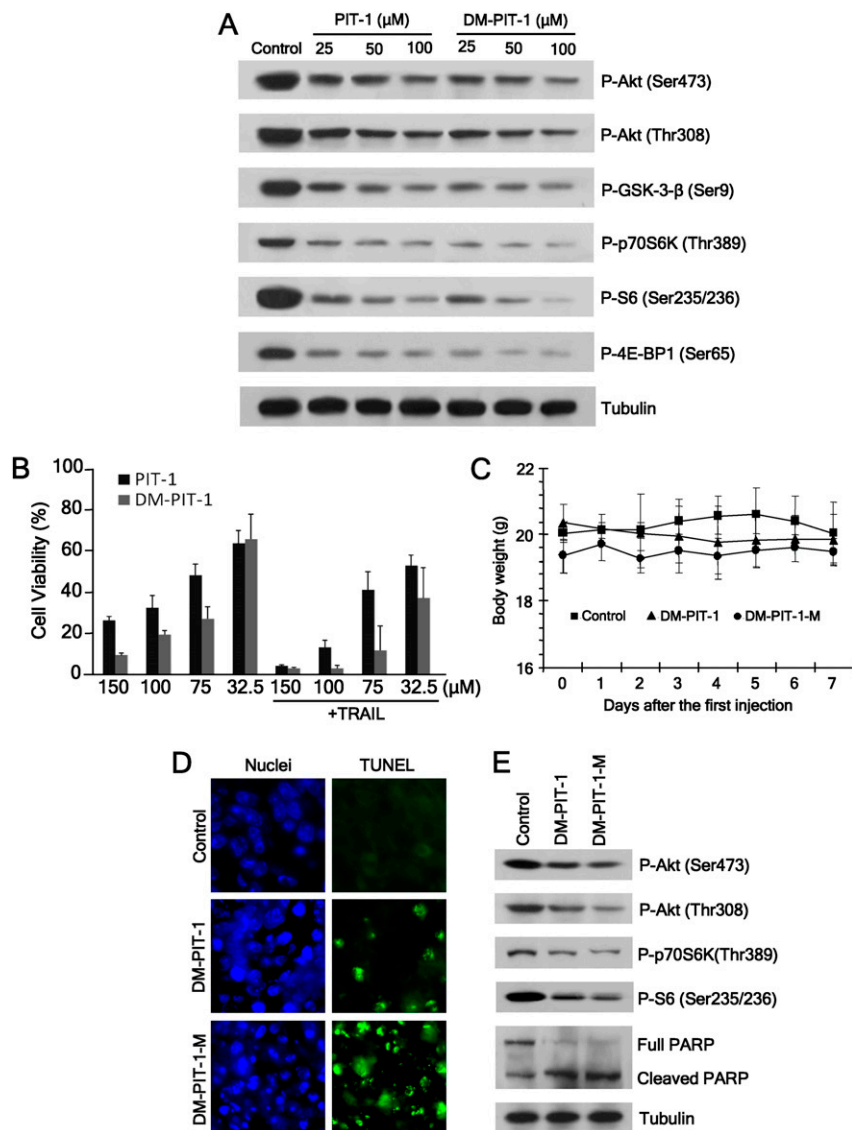 A
PIT-1 (µM) DM-PIT-1 (µM)
Control 25 50 100 25 50 100
P-Akt (Ser473)
P-Akt (Thr308)
P-GSK-3-β (Ser9)
P-p70S6K (Thr389)
P-S6 (Ser235/236)
P-4E-BP1 (Ser65)
Tubulin
B
Cell Viability (%)
100
80
60
40
20
0
PIT-1
DM-PIT-1
150 100 75 32.5 150 100 75 32.5 (µM)
+TRAIL
C
Body weight (g)
22
20
18
16
Control DM-PIT-1 DM-PIT-1-M
0 1 2 3 4 5 6 7
Days after the first injection
D
Nuclei TUNEL
Control
DM-PIT-1
DM-PIT-1-M
E
Control
DM-PIT-1
DM-PIT-1-M
P-Akt (Ser473)
P-Akt (Thr308)
P-p70S6K(Thr389)
P-S6 (Ser235/236)
Full PARP
Cleaved PARP
Tubulin